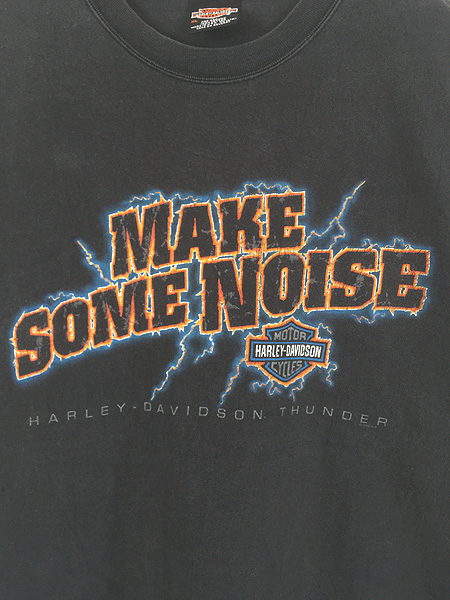 MAKE
SOME NOISE
MOTOR
HARLEY-DAVIDSON
CYCLES
HARLEY-DAVIDSON THUNDER